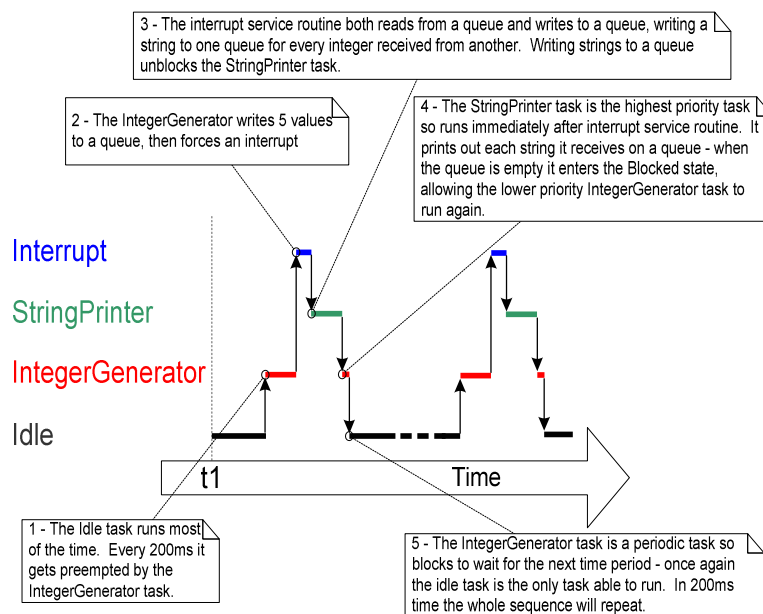 3 - The interrupt service routine both reads from a queue and writes to a queue, writing a
string to one queue for every integer received from another.  Writing strings to a queue
unblocks the StringPrinter task.
2 - The IntegerGenerator writes 5 values
to a queue, then forces an interrupt
4 - The StringPrinter task is the highest priority task
so runs immediately after interrupt service routine.  It
prints out each string it receives on a queue - when
the queue is empty it enters the Blocked state,
allowing the lower priority IntegerGenerator task to
run again.
Interrupt
StringPrinter
IntegerGenerator
Idle
t1
Time
1 - The Idle task runs most
of the time.  Every 200ms it
gets preempted by the
IntegerGenerator task.
5 - The IntegerGenerator task is a periodic task so
blocks to wait for the next time period - once again
the idle task is the only task able to run.  In 200ms
time the whole sequence will repeat.